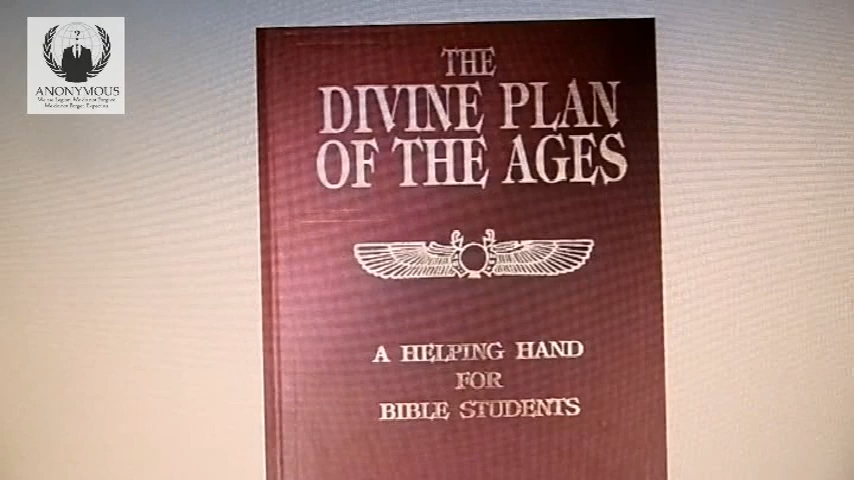 ANONYMOUS
THE
DIVINE PLAN
OF THE AGES
A HELPING HAND
FOR
BIBLE STUDENTS